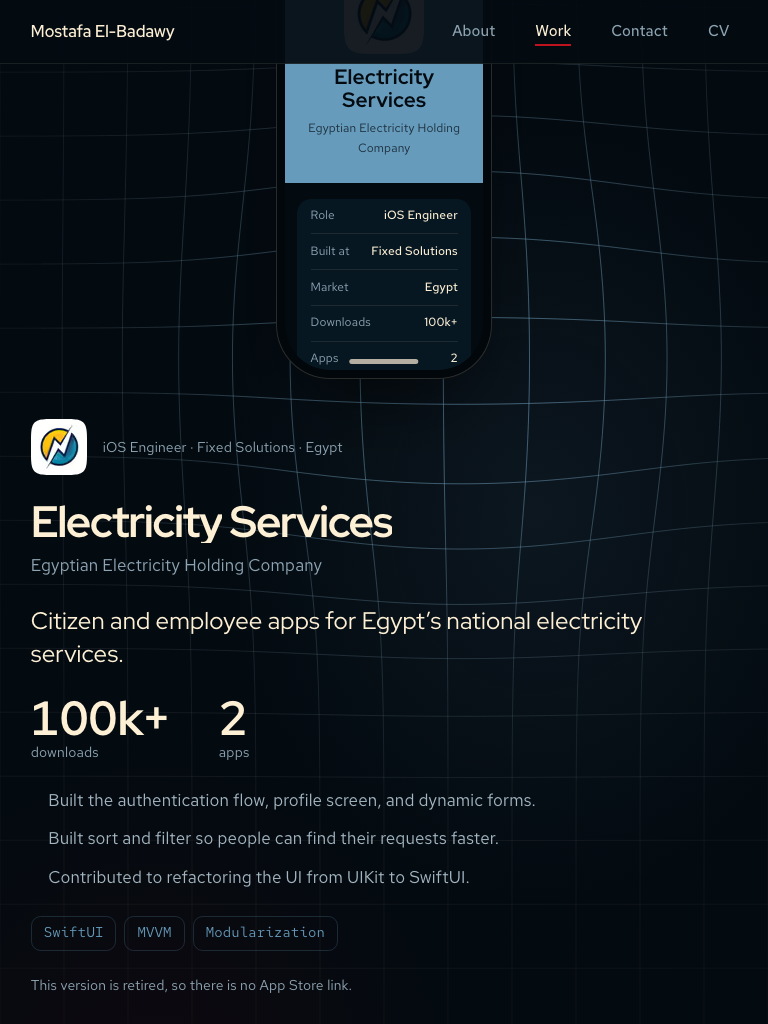 Mostafa El-Badawy
About
Work
Contact
CV
Electricity
Services
Egyptian Electricity Holding
Company
Role iOS Engineer
Built at Fixed Solutions
Market Egypt
Downloads 100k+
Apps 2
iOS Engineer · Fixed Solutions · Egypt
Electricity Services
Egyptian Electricity Holding Company
Citizen and employee apps for Egypt’s national electricity
services.
100k+ 2
downloads apps
Built the authentication flow, profile screen, and dynamic forms.
Built sort and filter so people can find their requests faster.
Contributed to refactoring the UI from UIKit to SwiftUI.
SwiftUI MVVM Modularization
This version is retired, so there is no App Store link.